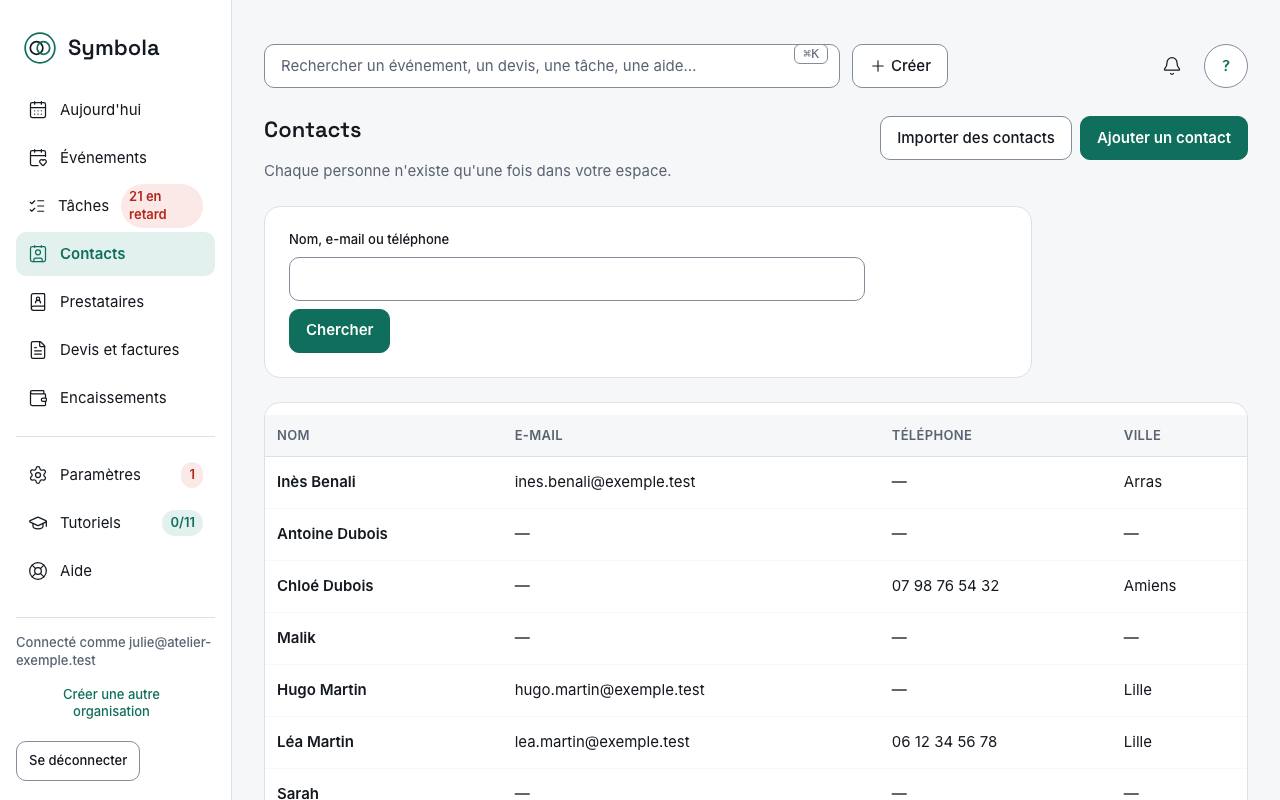 Symbola
Aujourd'hui
Événements
Tâches
21 en
retard
Contacts
Prestataires
Devis et factures
Encaissements
Paramètres
1
Tutoriels
0/11
Aide
Connecté comme julie@atelier-
exemple.test
Créer une autre
organisation
Se déconnecter
Rechercher un événement, un devis, une tâche, une aide...
⌘K
Créer
?
Contacts
Chaque personne n'existe qu'une fois dans votre espace.
Importer des contacts
Ajouter un contact
Nom, e-mail ou téléphone
Chercher
NOM E-MAIL TÉLÉPHONE VILLE
Inès Benali ines.benali@exemple.test — Arras
Antoine Dubois — — —
Chloé Dubois — 07 98 76 54 32 Amiens
Malik — — —
Hugo Martin hugo.martin@exemple.test — Lille
Léa Martin lea.martin@exemple.test 06 12 34 56 78 Lille
Sarah — — —